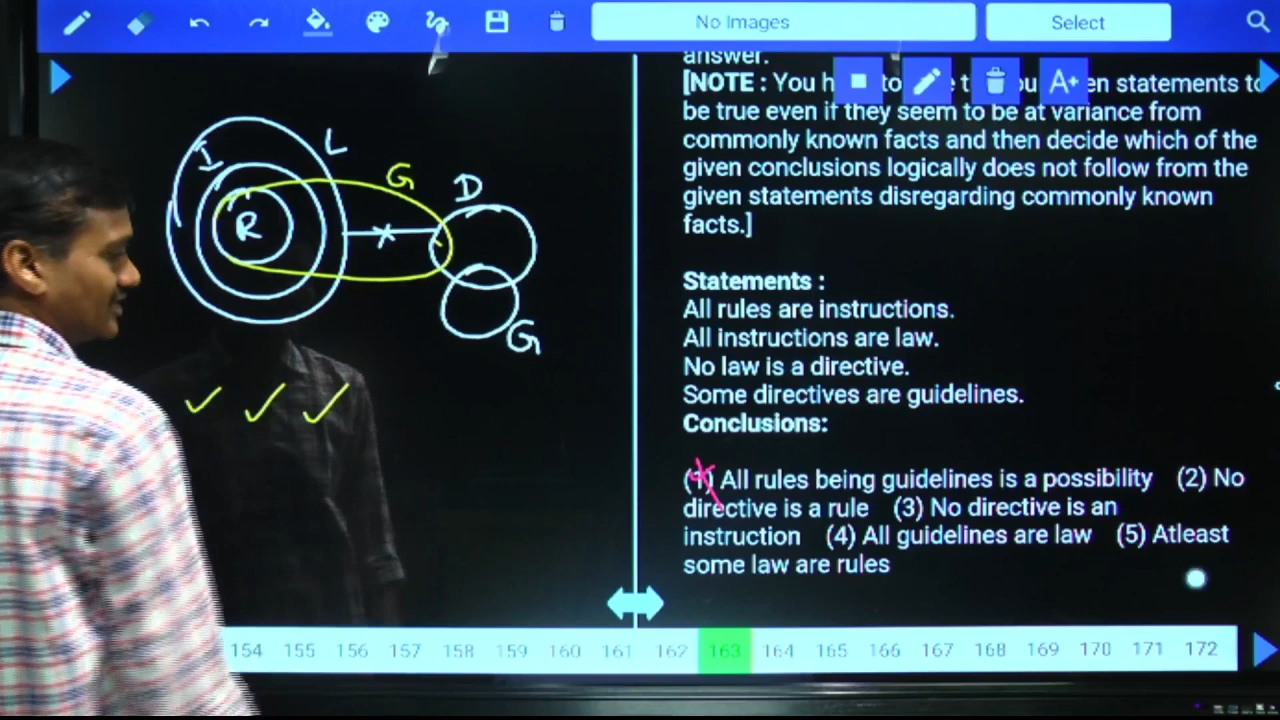 No Images
Select
answer.
[NOTE : You h to e t ou en statements to
be true even if they seem to be at variance from
commonly known facts and then decide which of the
given conclusions logically does not follow from the
given statements disregarding commonly known
facts.]
A+
Statements :
All rules are instructions.
All instructions are law.
No law is a directive.
Some directives are guidelines.
Conclusions:
(1) All rules being guidelines is a possibility (2) No
directive is a rule (3) No directive is an
instruction (4) All guidelines are law (5) Atleast
some law are rules
I L
G D
R
G
154 155 156 157 158 159 160 161 162 163 164 165 166 167 168 169 170 171 172